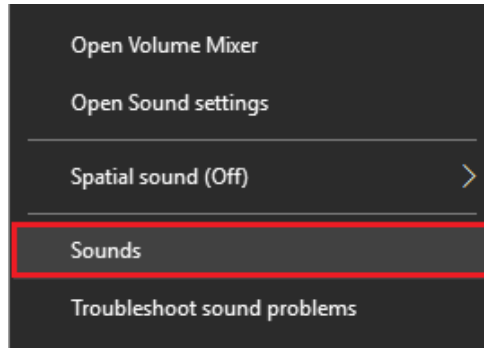 Open Volume Mixer
Open Sound settings
Spatial sound (Off)
Sounds
Troubleshoot sound problems